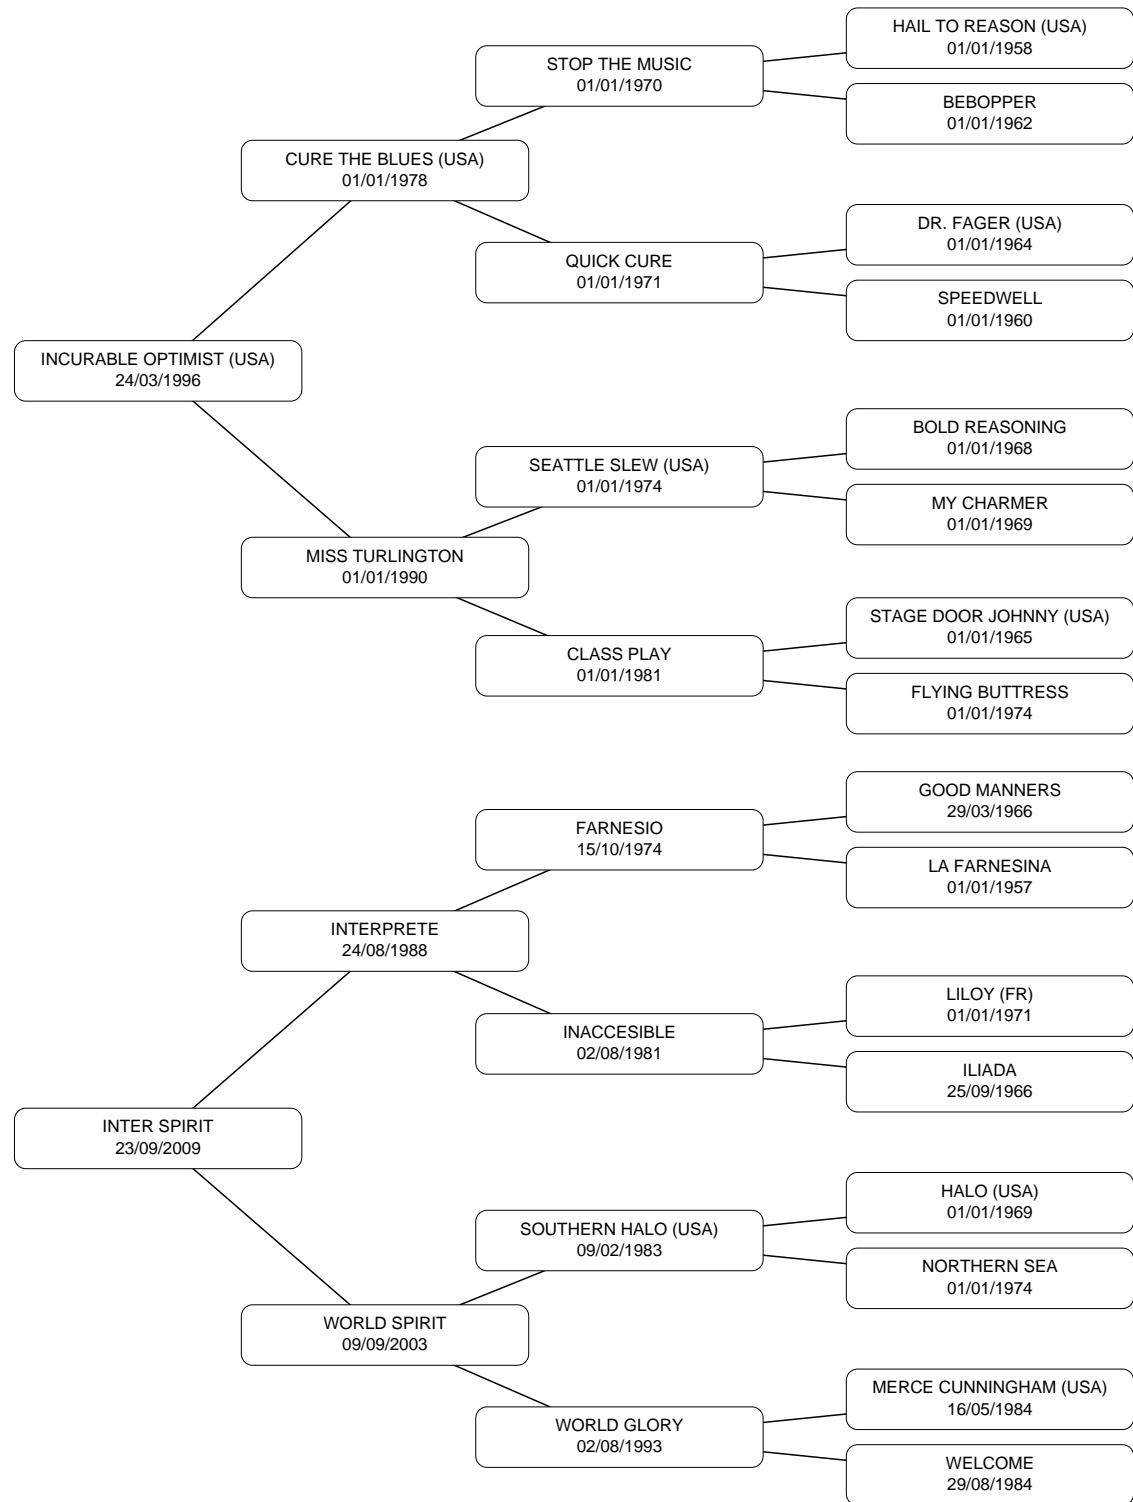 HAIL TO REASON (USA)
01/01/1958
STOP THE MUSIC
01/01/1970
BEBOPPER
01/01/1962
CURE THE BLUES (USA)
01/01/1978
DR. FAGER (USA)
01/01/1964
QUICK CURE
01/01/1971
SPEEDWELL
01/01/1960
INCURABLE OPTIMIST (USA)
24/03/1996
BOLD REASONING
01/01/1968
SEATTLE SLEW (USA)
01/01/1974
MY CHARMER
01/01/1969
MISS TURLINGTON
01/01/1990
STAGE DOOR JOHNNY (USA)
01/01/1965
CLASS PLAY
01/01/1981
FLYING BUTTRESS
01/01/1974
GOOD MANNERS
29/03/1966
FARNESIO
15/10/1974
LA FARNESINA
01/01/1957
INTERPRETE
24/08/1988
LILOY (FR)
01/01/1971
INACCESIBLE
02/08/1981
ILIADA
25/09/1966
INTER SPIRIT
23/09/2009
HALO (USA)
01/01/1969
SOUTHERN HALO (USA)
09/02/1983
NORTHERN SEA
01/01/1974
WORLD SPIRIT
09/09/2003
MERCE CUNNINGHAM (USA)
16/05/1984
WORLD GLORY
02/08/1993
WELCOME
29/08/1984